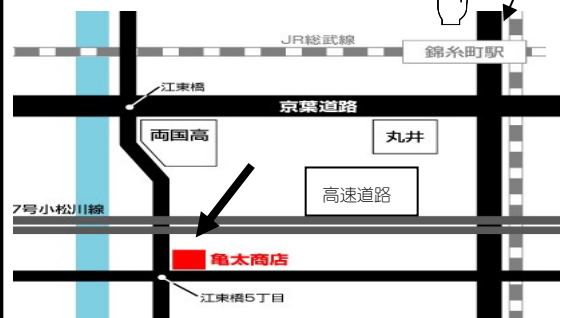 JR総武線
錦糸町駅
江東橋
京葉道路
両国高
丸井
高速道路
7号小松川線
亀太商店
江東橋5丁目